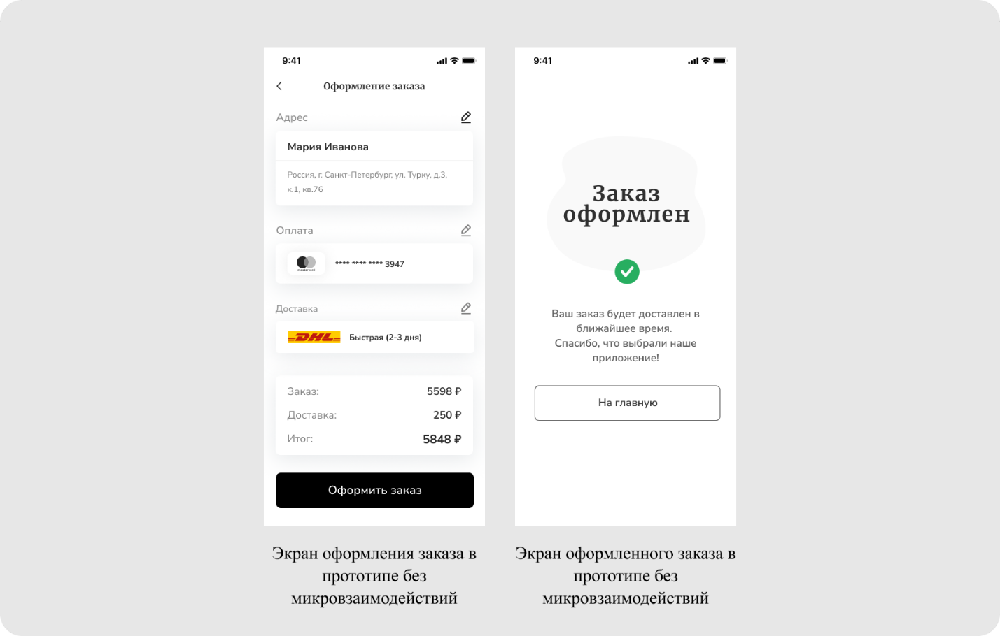 9:41
Оформление заказа
Адрес
Мария Иванова
Россия, г. Санкт-Петербург, ул. Турку, д.3,
к.1, кв.76
Оплата
mastercard
**** **** **** 3947
Доставка
DHL Быстрая (2-3 дня)
Заказ: 5598 ₽
Доставка: 250 ₽
Итог: 5848 ₽
Оформить заказ
Экран оформления заказа в
прототипе без
микровзаимодействий
9:41
Заказ
оформлен
Ваш заказ будет доставлен в
ближайшее время.
Спасибо, что выбрали наше
приложение!
На главную
Экран оформленного заказа в
прототипе без
микровзаимодействий